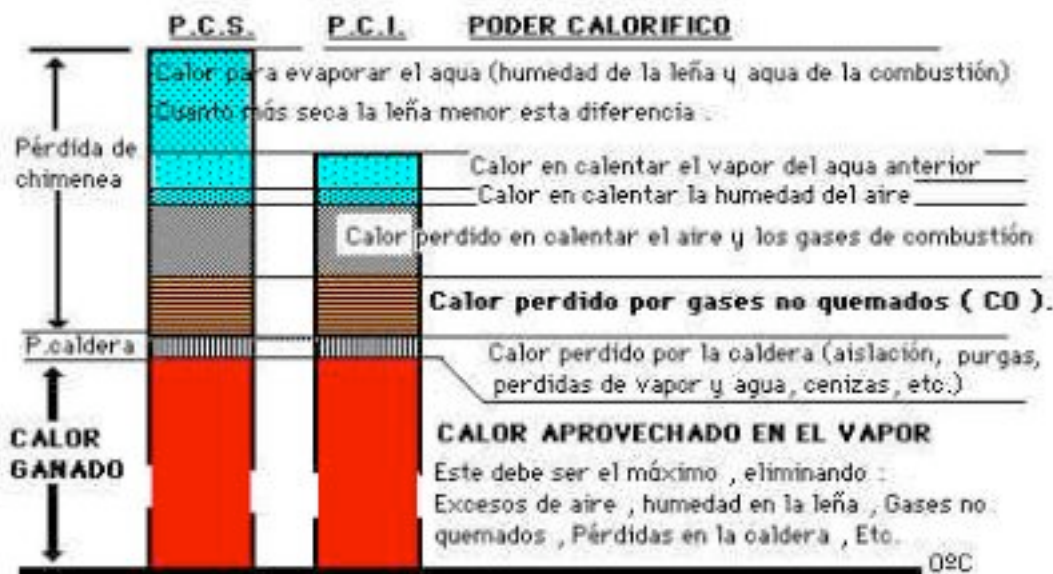 P.C.S. P.C.I. PODER CALORIFICO
Calor para evaporar el aqua (humedad de la leña y aqua de la combustión)
Cuanto más seca la leña menor esta diferencia .
Pérdida de
chimenea
Calor en calentar el vapor del aqua anterior
Calor en calentar la humedad del aire
Calor perdido en calentar el aire y los gases de combustión
Calor perdido por gases no quemados ( CO ).
P.caldera
Calor perdido por la caldera (aislación, purgas,
perdidas de vapor y agua, cenizas, etc.)
CALOR
GANADO
CALOR APROVECHADO EN EL VAPOR
Este debe ser el máximo , eliminando :
Excesos de aire , humedad en la leña , Gases no
quemados , Pérdidas en la caldera , Etc.
0ºC